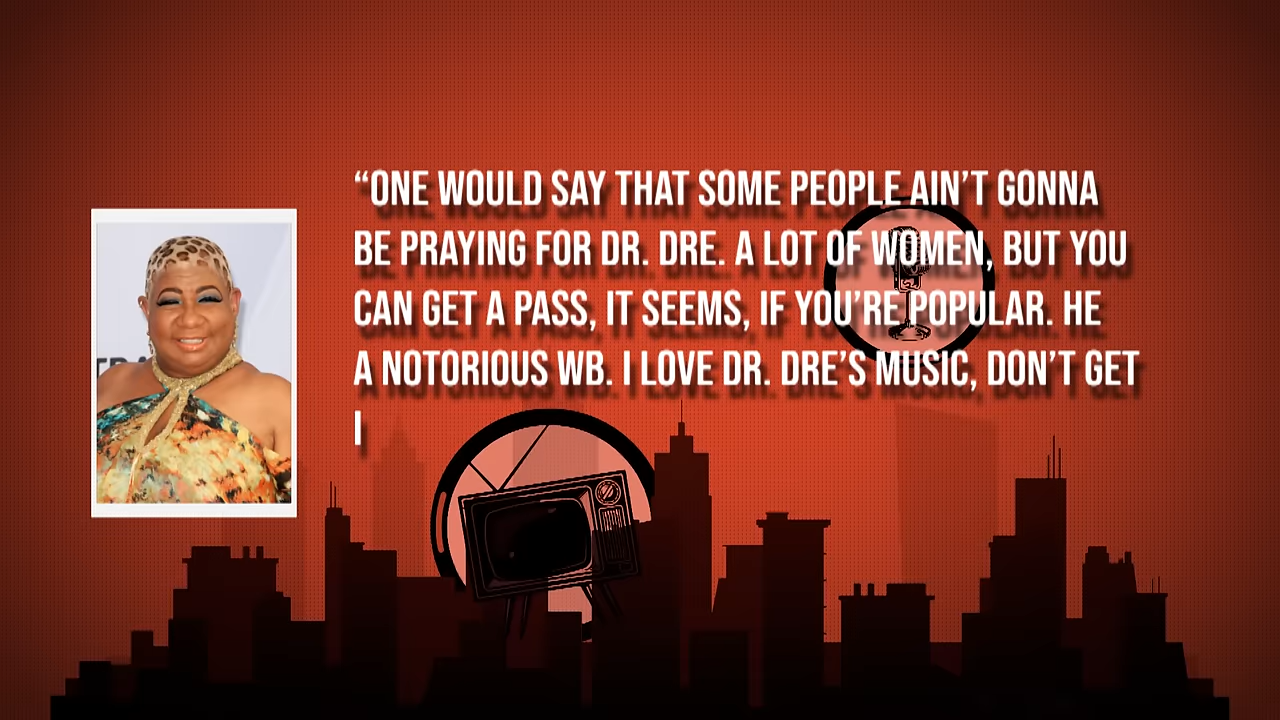 “ONE WOULD SAY THAT SOME PEOPLE AIN’T GONNA
BE PRAYING FOR DR. DRE. A LOT OF WOMEN, BUT YOU
CAN GET A PASS, IT SEEMS, IF YOU’RE POPULAR. HE
A NOTORIOUS WB. I LOVE DR. DRE’S MUSIC, DON’T GET
I